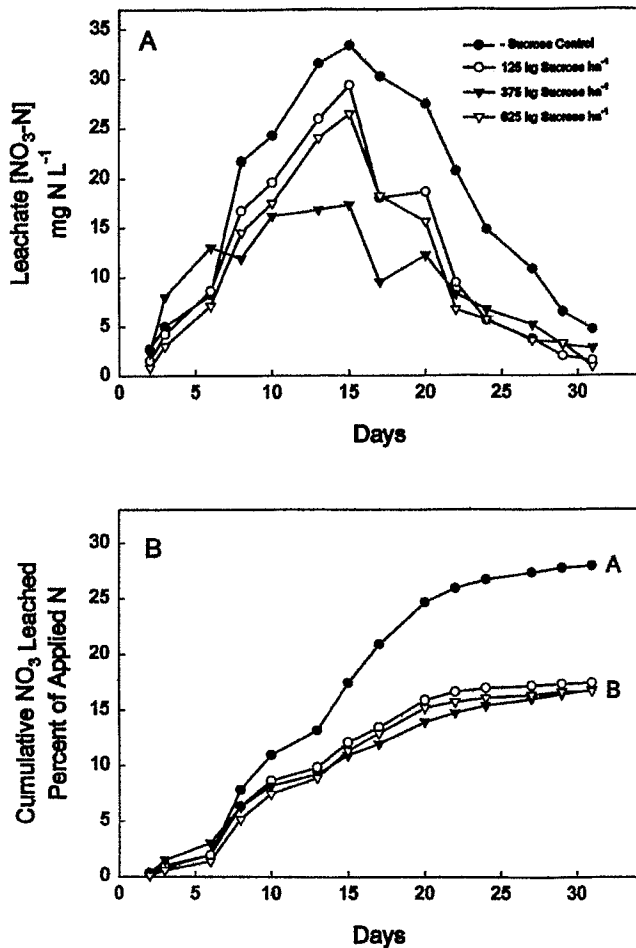 A
- Sucrose Control
125 kg Sucrose ha⁻¹
375 kg Sucrose ha⁻¹
625 kg Sucrose ha⁻¹
Leachate [NO₃-N]
mg N L⁻¹
35
30
25
20
15
10
5
0
0 5 10 15 20 25 30
Days
B
Cumulative NO₃ Leached
Percent of Applied N
30
25
20
15
10
5
0
A
B
0 5 10 15 20 25 30
Days